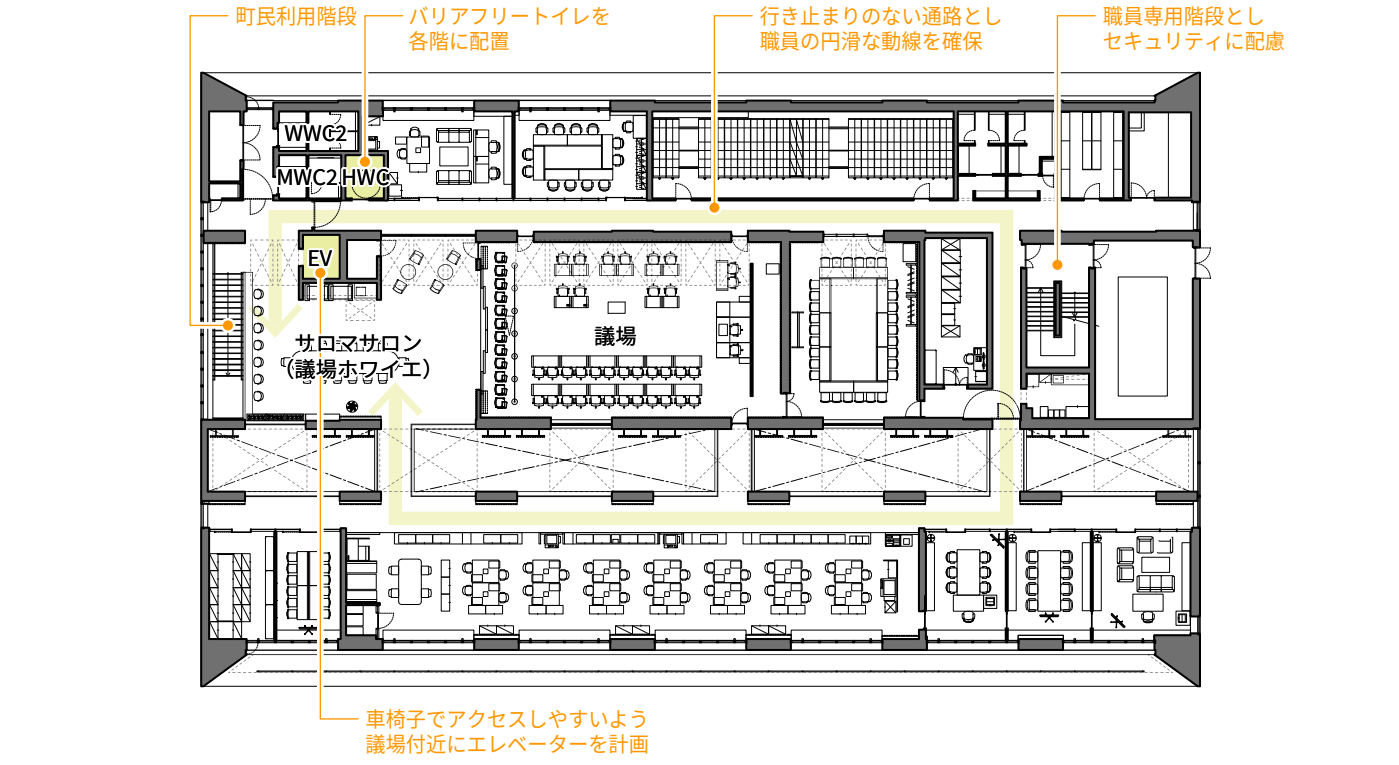 町民利用階段
バリアフリートイレを
各階に配置
行き止まりのない通路とし
職員の円滑な動線を確保
職員専用階段とし
セキュリティに配慮
WWC2
MWC2
HWC
EV
サロマサロン
（議場ホワイエ）
議場
車椅子でアクセスしやすいよう
議場付近にエレベーターを計画